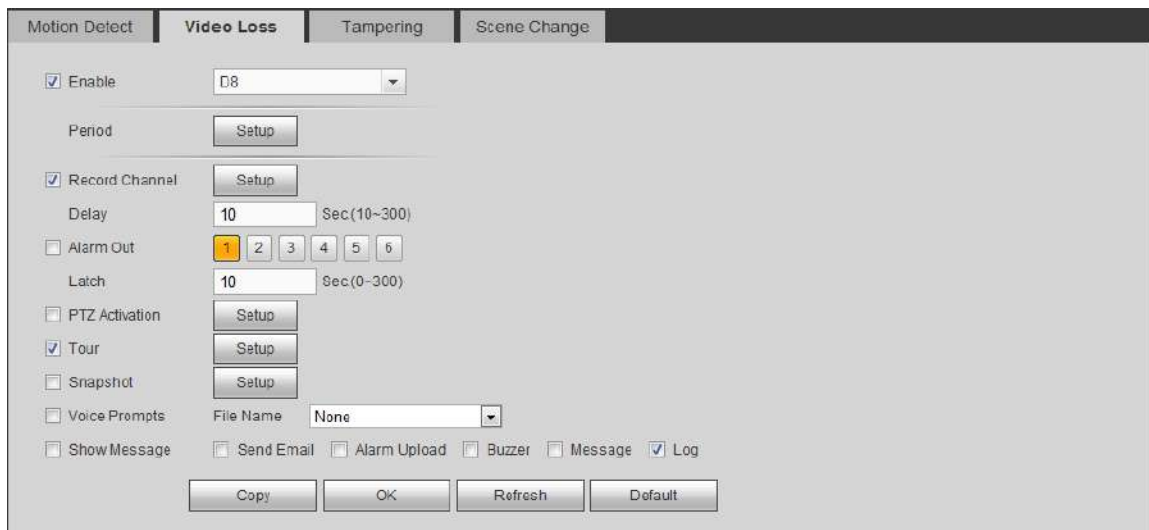 Motion Detect Video Loss Tampering Scene Change
Enable D8
Period Setup
Record Channel Setup
Delay 10 Sec.(10~300)
Alarm Out 1 2 3 4 5 6
Latch 10 Sec.(0~300)
PTZ Activation Setup
Tour Setup
Snapshot Setup
Voice Prompts File Name None
Show Message Send Email Alarm Upload Buzzer Message Log
Copy OK Refresh Default